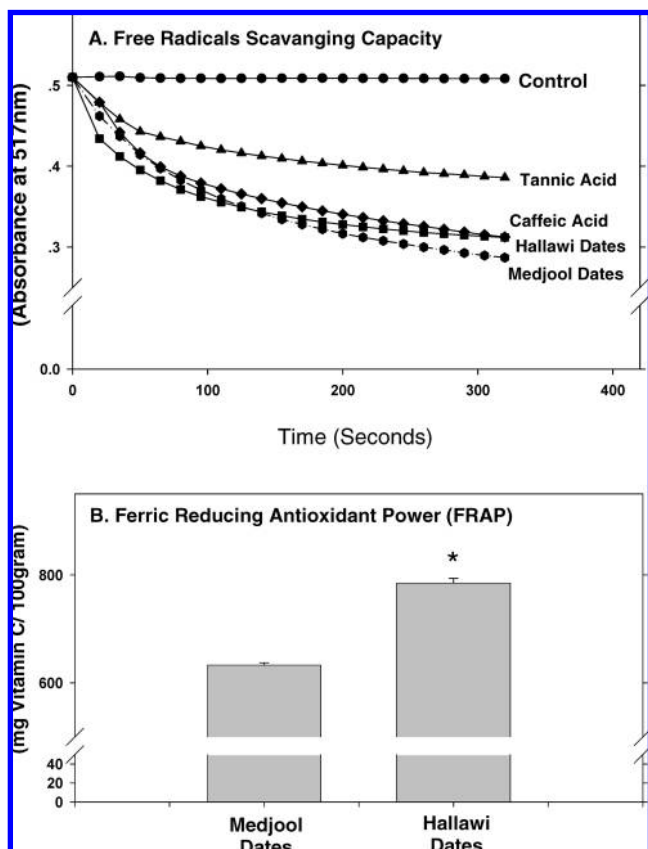 A. Free Radicals Scavanging Capacity
(Absorbance at 517nm)
.5
.4
.3
0.0
Control
Tannic Acid
Caffeic Acid
Hallawi Dates
Medjool Dates
0 100 200 300 400
Time (Seconds)
B. Ferric Reducing Antioxidant Power (FRAP)
(mg Vitamin C/ 100gram)
*
800
600
40
20
0
Medjool
Dates
Hallawi
Dates